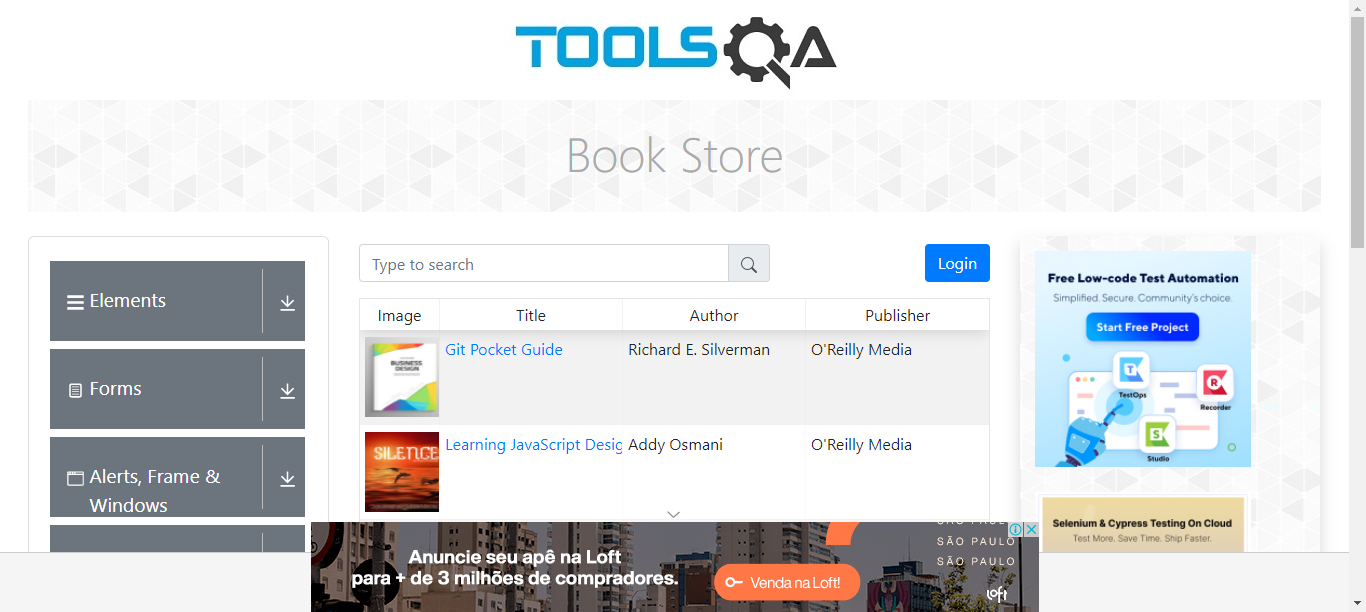 TOOLSQA
Book Store
Elements
Forms
Alerts, Frame &
Windows
Type to search
Login
Image Title Author Publisher
BUSINESS
DESIGN
Git Pocket Guide Richard E. Silverman O'Reilly Media
SILENCE
Learning JavaScript Desig Addy Osmani O'Reilly Media
Free Low-code Test Automation
Simplified. Secure. Community's choice.
Start Free Project
TestOps
Recorder
Studio
Selenium & Cypress Testing On Cloud
Test More. Save Time. Ship Faster.
Anuncie seu apê na Loft
para + de 3 milhões de compradores.
Venda na Loft!
SÃO PAULO
SÃO PAULO
SÃO PAULO
loft